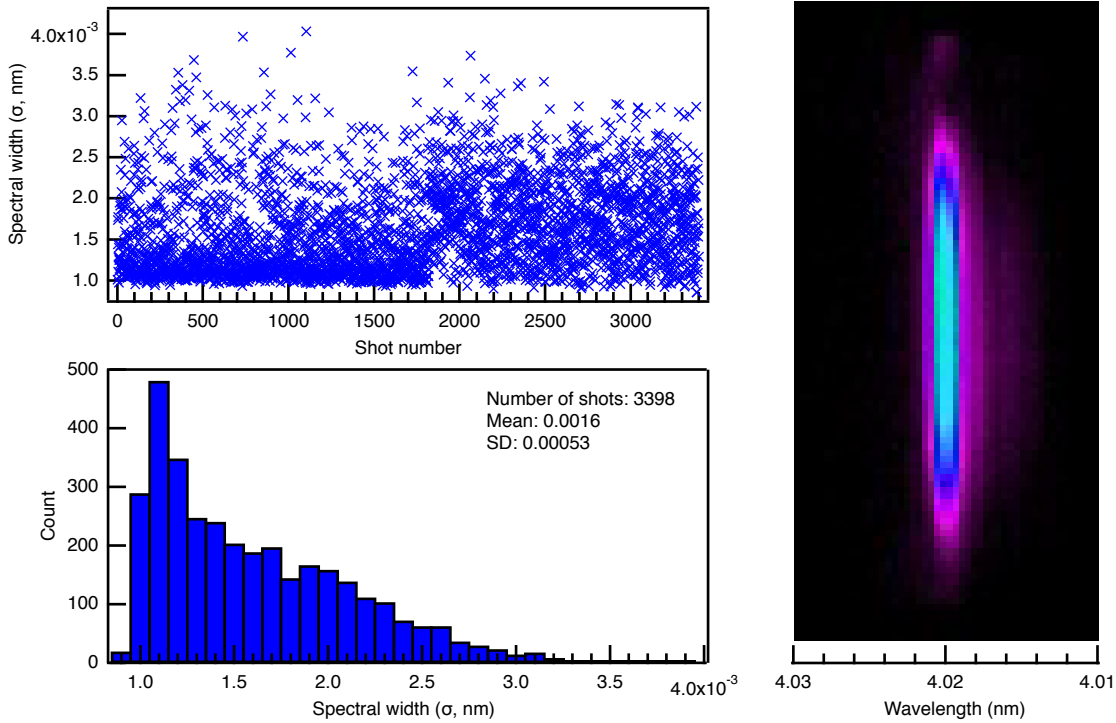 4.0x10⁻³
3.5
3.0
2.5
2.0
1.5
1.0
Spectral width (σ, nm)
0 500 1000 1500 2000 2500 3000
Shot number
500
400
300
200
100
0
Count
Number of shots: 3398
Mean: 0.0016
SD: 0.00053
1.0 1.5 2.0 2.5 3.0 3.5 4.0x10⁻³
Spectral width (σ, nm)
4.03 4.02 4.01
Wavelength (nm)